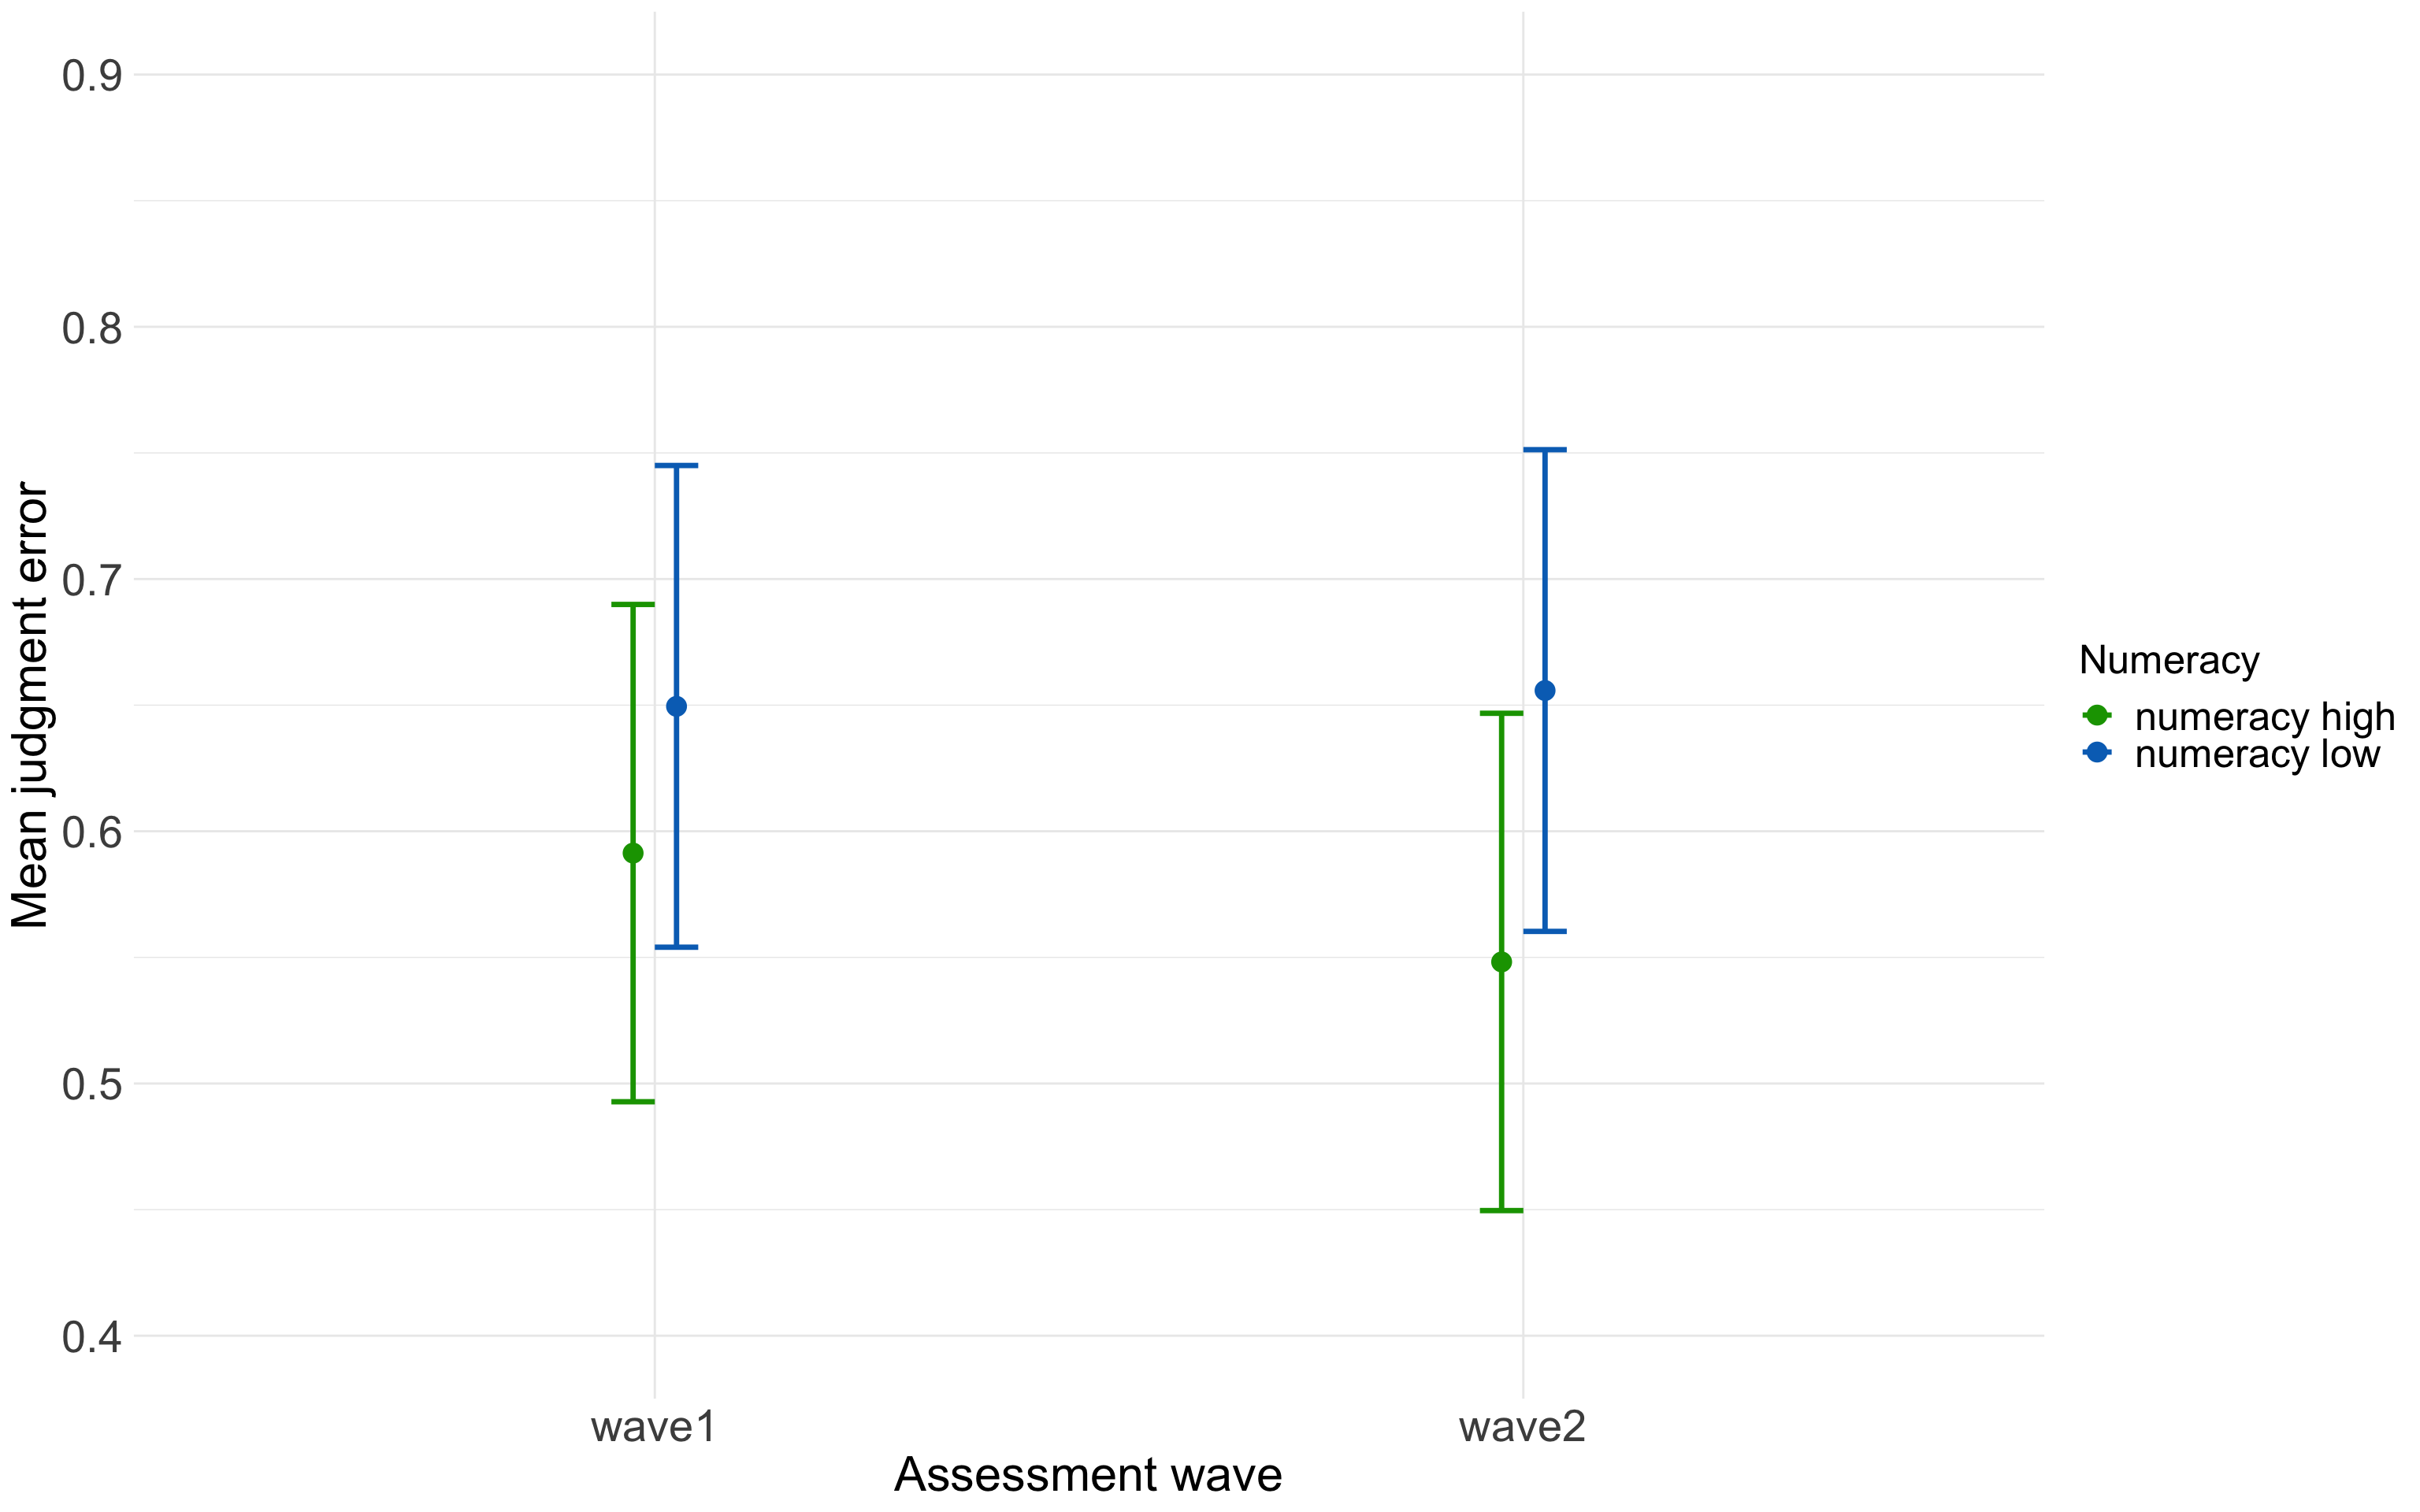 0.9
0.8
0.7
0.6
0.5
0.4
Mean judgment error
wave1
wave2
Assessment wave
Numeracy
numeracy high
numeracy low